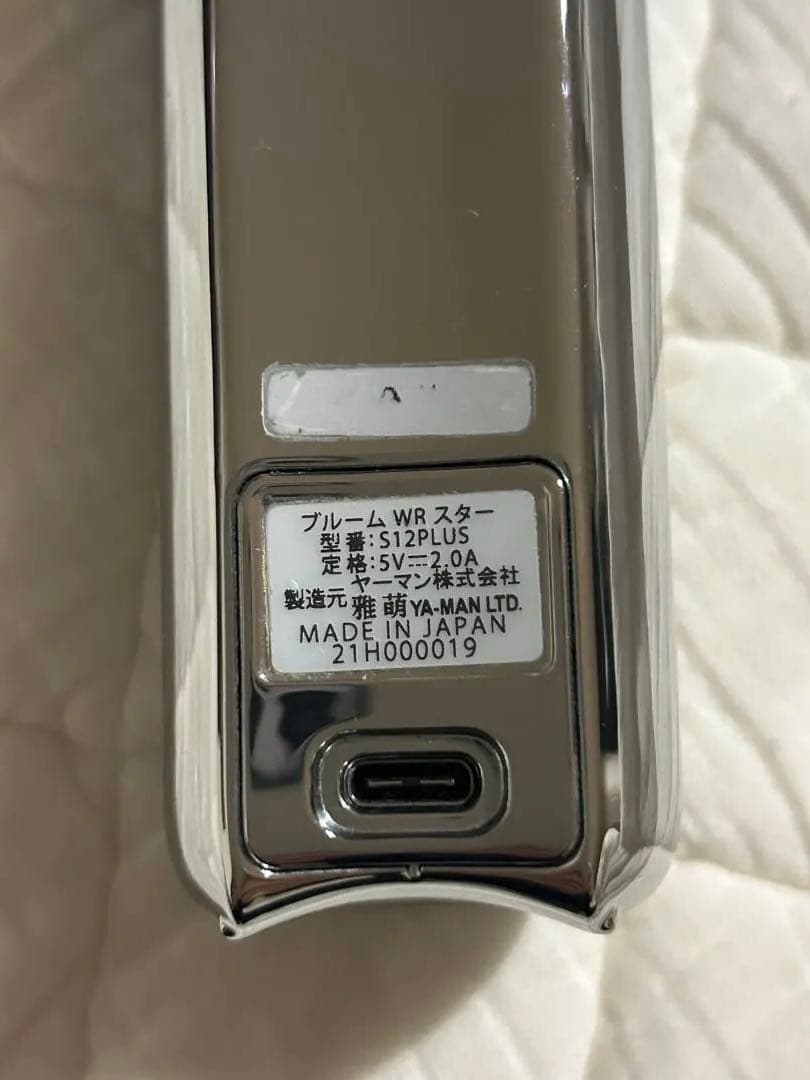 ブルーム WR スター
型番:S12PLUS
定格:5V⎓2.0A
製造元 ヤーマン株式会社
雅萌 YA-MAN LTD.
MADE IN JAPAN
21H000019